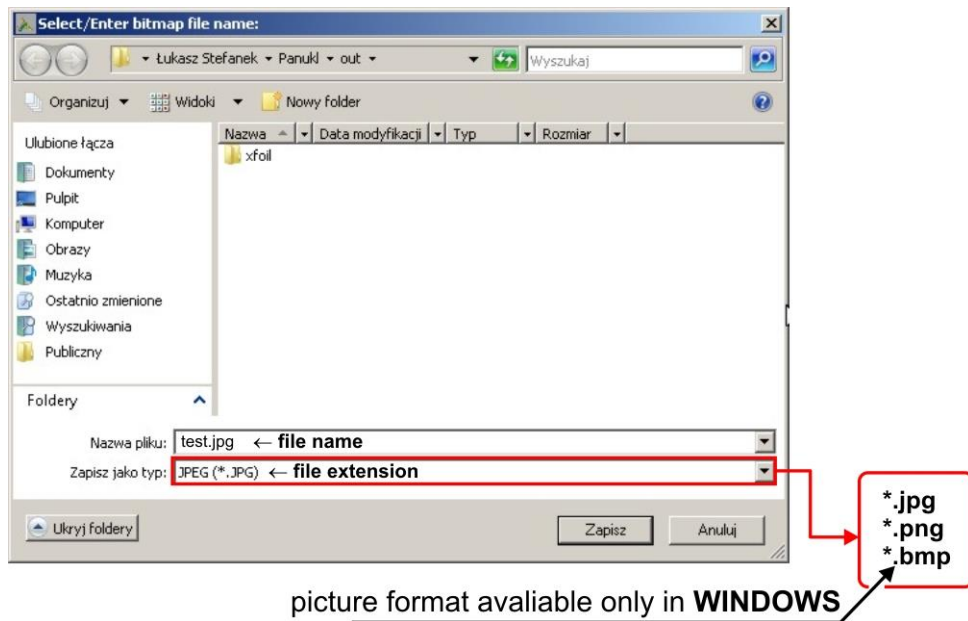 Select/Enter bitmap file name:
Łukasz Stefanek Panukl out Wyszukaj
Organizuj Widoki Nowy folder
Ulubione łącza
Nazwa Data modyfikacji Typ Rozmiar
xfoil
Dokumenty
Pulpit
Komputer
Obrazy
Muzyka
Ostatnio zmienione
Wyszukiwania
Publiczny
Foldery
Nazwa pliku: test.jpg ← file name
Zapisz jako typ: JPEG (*.JPG) ← file extension
Ukryj foldery Zapisz Anuluj
*.jpg
*.png
*.bmp
picture format avaliable only in WINDOWS